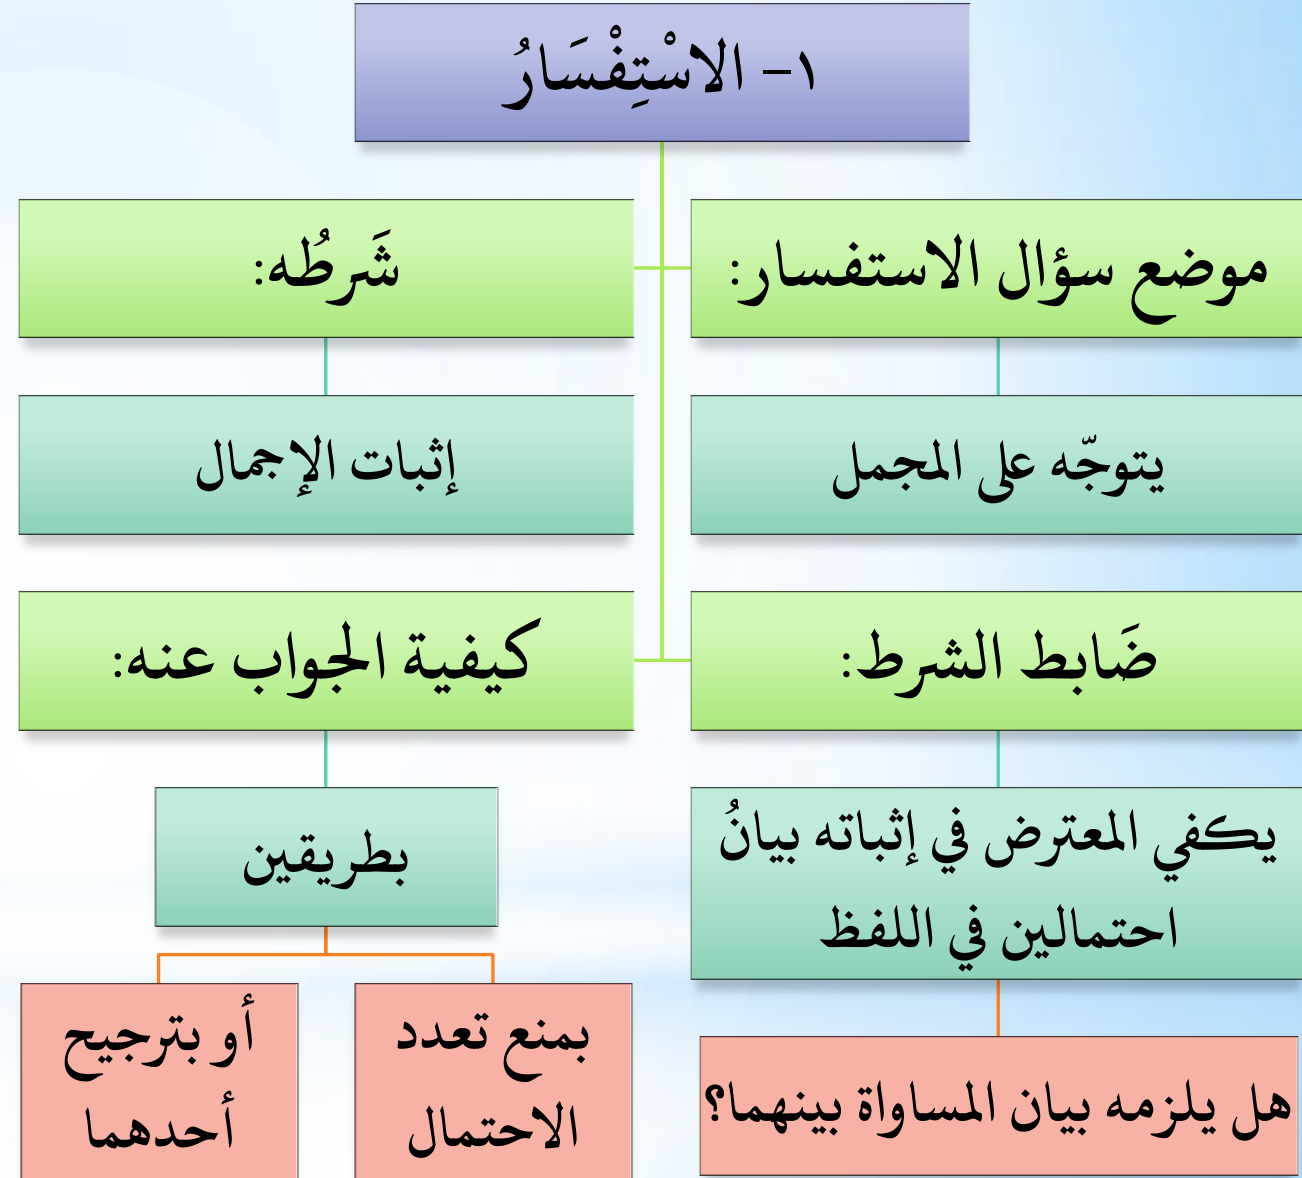 ١- الاسْتِفْسَارُ
موضع سؤال الاستفسار:
شَرطُه:
يتوجّه على المجمل
إثبات الإجمال
ضَابط الشرط:
كيفية الجواب عنه:
يكفي المعترض في إثباته بيانُ
احتمالين في اللفظ
بطريقين
هل يلزمه بيان المساواة بينهما؟
بمنع تعدد
الاحتمال
أو بترجيح
أحدهما